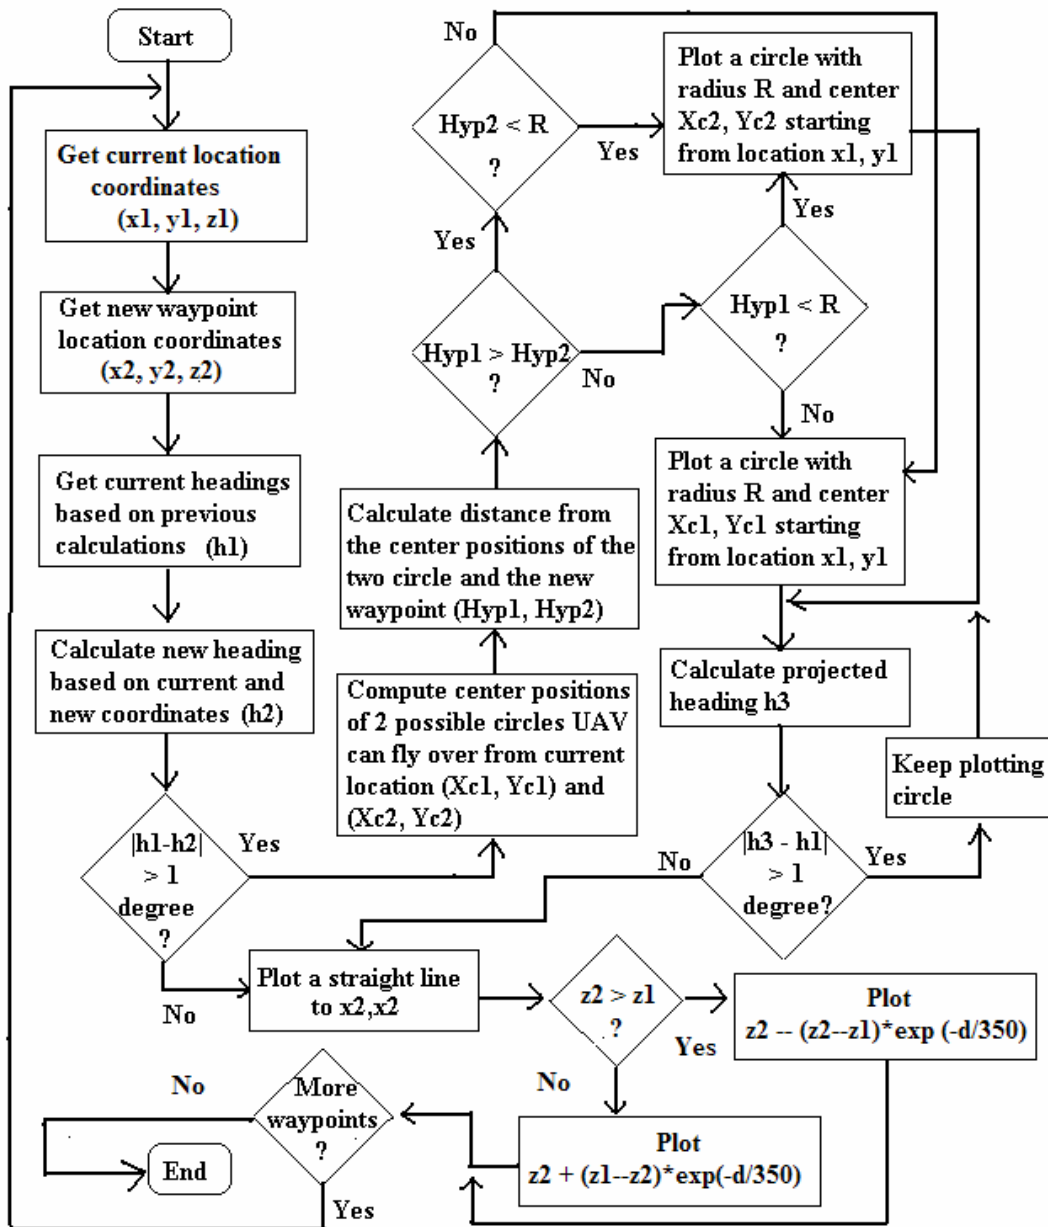 Start
Get current location
coordinates
(x1, y1, z1)
Get new waypoint
location coordinates
(x2, y2, z2)
Get current headings
based on previous
calculations (h1)
Calculate new heading
based on current and
new coordinates (h2)
|h1-h2|
> 1
degree
?
Yes
No
Compute center positions
of 2 possible circles UAV
can fly over from current
location (Xc1, Yc1) and
(Xc2, Yc2)
Calculate distance from
the center positions of the
two circle and the new
waypoint (Hyp1, Hyp2)
Hyp1 > Hyp2
?
Yes
No
Hyp2 < R
?
No
Yes
Plot a circle with
radius R and center
Xc2, Yc2 starting
from location x1, y1
Yes
Hyp1 < R
?
No
Plot a circle with
radius R and center
Xc1, Yc1 starting
from location x1, y1
Calculate projected
heading h3
|h3 - h1|
> 1
degree?
No
Yes
Keep plotting
circle
Plot a straight line
to x2,x2
z2 > z1
?
Yes
No
Plot
z2 -- (z2--z1)*exp (-d/350)
Plot
z2 + (z1--z2)*exp(-d/350)
More
waypoints
?
No
Yes
End